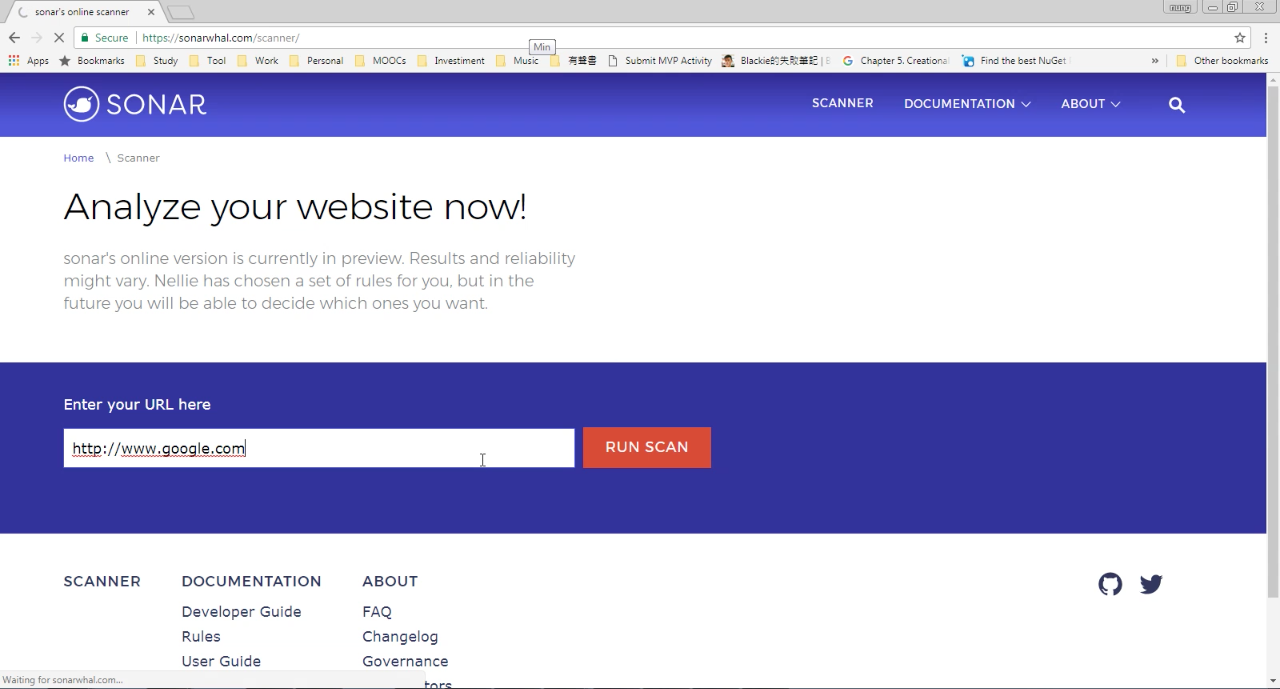 sonar's online scanner
nung
Secure
https://sonarwhal.com/scanner/
Min
Apps
Bookmarks
Study
Tool
Work
Personal
MOOCs
Investment
Music
有聲書
Submit MVP Activity
Blackie的失敗筆記 | B
Chapter 5. Creational
Find the best NuGet
»
Other bookmarks
SONAR
SCANNER
DOCUMENTATION
ABOUT
Home \ Scanner
Analyze your website now!
sonar's online version is currently in preview. Results and reliability
might vary. Nellie has chosen a set of rules for you, but in the
future you will be able to decide which ones you want.
Enter your URL here
http://www.google.com
RUN SCAN
SCANNER
DOCUMENTATION
ABOUT
Developer Guide
FAQ
Rules
Changelog
User Guide
Governance
Waiting for sonarwhal.com...